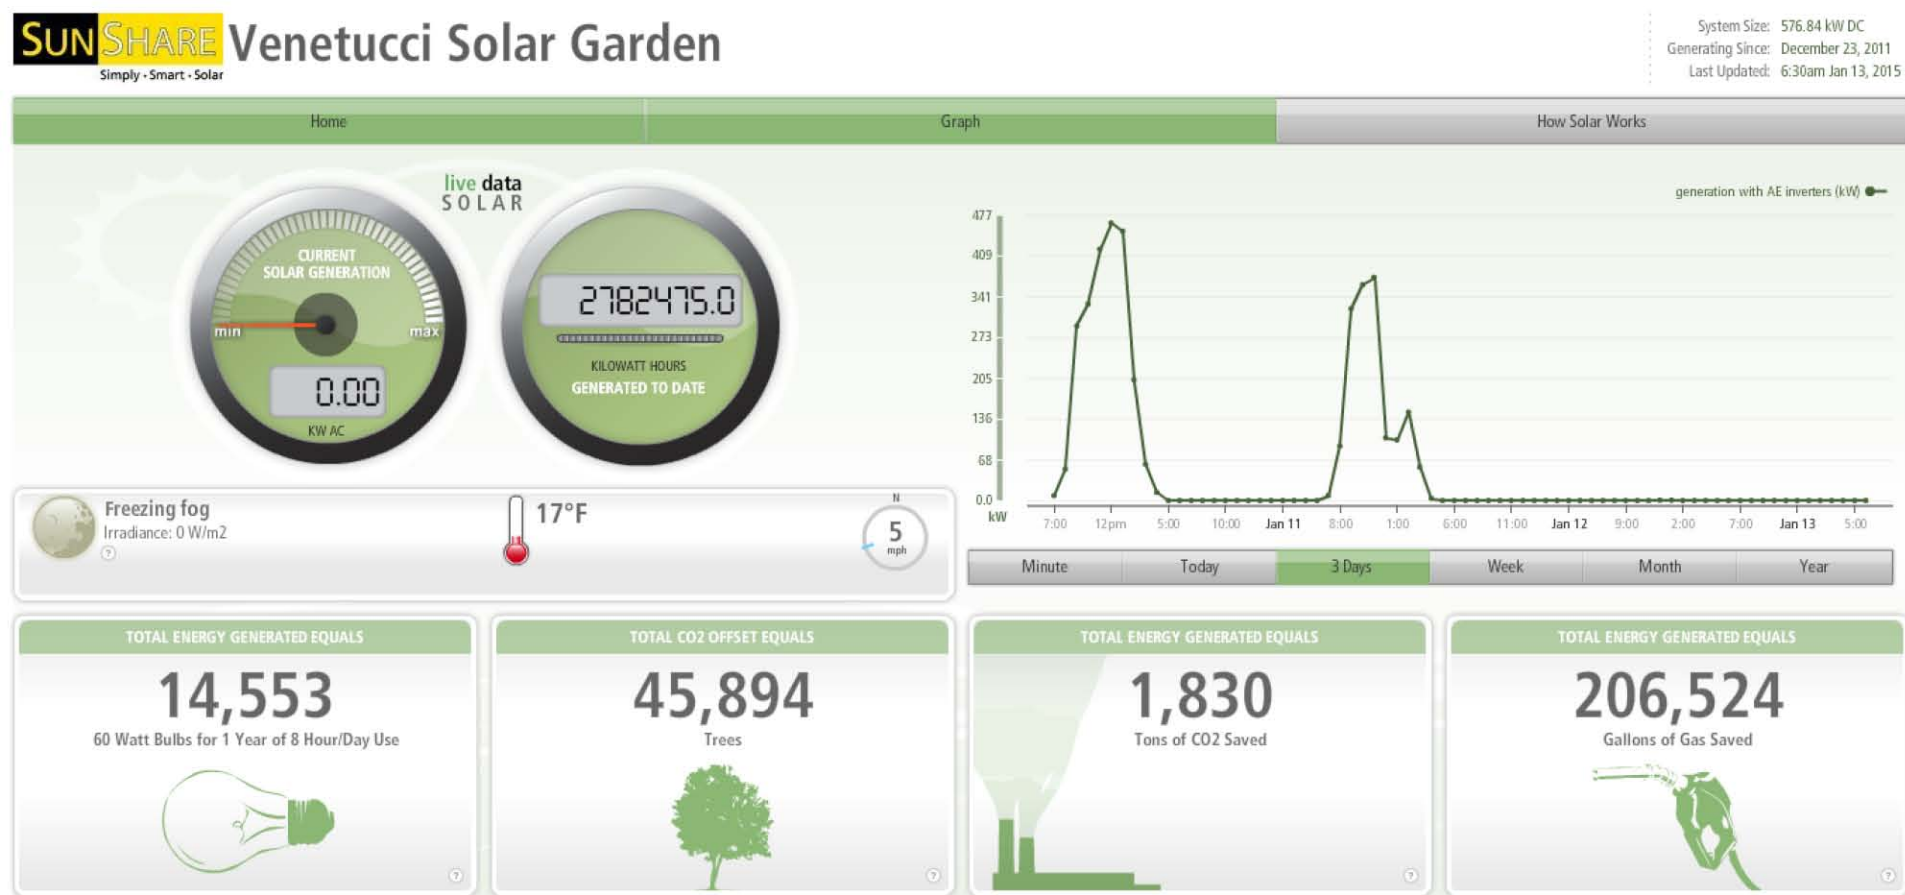 SUNSHARE
Simply · Smart · Solar
Venetucci Solar Garden
System Size: 576.84 kW DC
Generating Since: December 23, 2011
Last Updated: 6:30am Jan 13, 2015
Home
Graph
How Solar Works
live data
SOLAR
CURRENT
SOLAR GENERATION
min
max
0.00
KW AC
2782475.0
KILOWATT HOURS
GENERATED TO DATE
generation with AE inverters (kW)
477
409
341
273
205
136
68
0.0
kW
7:00 12pm 5:00 10:00 Jan 11 8:00 1:00 6:00 11:00 Jan 12 9:00 2:00 7:00 Jan 13 5:00
Freezing fog
Irradiance: 0 W/m2
?
17°F
N
5
mph
Minute Today 3 Days Week Month Year
TOTAL ENERGY GENERATED EQUALS
14,553
60 Watt Bulbs for 1 Year of 8 Hour/Day Use
?
TOTAL CO2 OFFSET EQUALS
45,894
Trees
?
TOTAL ENERGY GENERATED EQUALS
1,830
Tons of CO2 Saved
?
TOTAL ENERGY GENERATED EQUALS
206,524
Gallons of Gas Saved
?